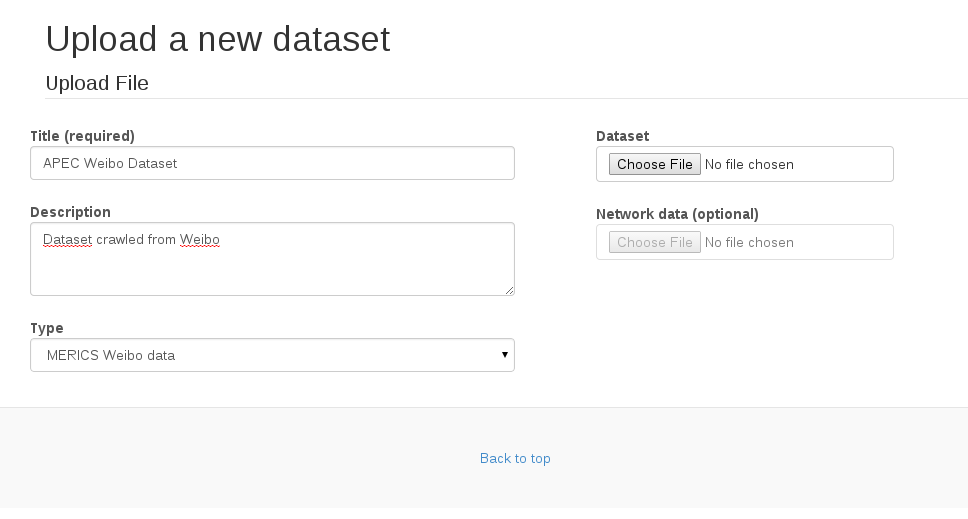 Upload a new dataset
Upload File
Title (required)
APEC Weibo Dataset
Description
Dataset crawled from Weibo
Type
MERICS Weibo data
Dataset
Choose File No file chosen
Network data (optional)
Choose File No file chosen
Back to top